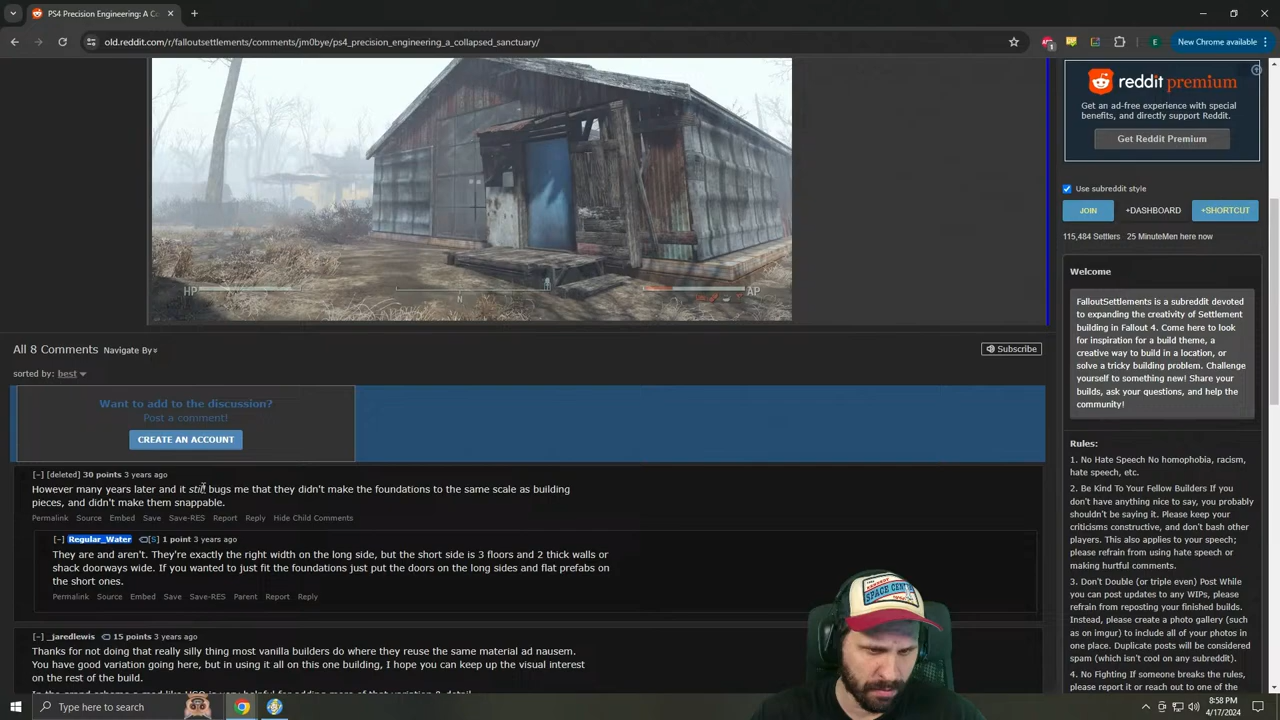 PS4 Precision Engineering: A Co
old.reddit.com/r/falloutsettlements/comments/jm0bye/ps4_precision_engineering_a_collapsed_sanctuary/
1
E
New Chrome available
HP
N
AP
reddit premium
Get an ad-free experience with special
benefits, and directly support Reddit.
Get Reddit Premium
Use subreddit style
JOIN
+DASHBOARD
+SHORTCUT
115,484 Settlers
25 MinuteMen here now
Welcome
FalloutSettlements is a subreddit devoted
to expanding the creativity of Settlement
building in Fallout 4. Come here to look
for inspiration for a build theme, a
creative way to build in a location, or
solve a tricky building problem. Challenge
yourself to something new! Share your
builds, ask your questions, and help the
community!
Rules:
1. No Hate Speech No homophobia, racism,
hate speech, etc.
2. Be Kind To Your Fellow Builders If you
don't have anything nice to say, you probably
shouldn't be saying it. Please keep your
criticisms constructive, and don't bash other
players. This also applies to your speech;
please refrain from using hate speech or
making hurtful comments.
3. Don't Double (or triple even) Post While
you can post updates to any WIPs, please
refrain from reposting your finished builds.
Instead, please create a photo gallery (such
as on imgur) to include all of your photos in
one place. Duplicate posts will be considered
spam (which isn't cool on any subreddit).
4. No Fighting If someone breaks the rules,
please report it or reach out to one of the
All 8 Comments
Navigate By
Subscribe
sorted by: best
Want to add to the discussion?
Post a comment!
CREATE AN ACCOUNT
[–] [deleted] 30 points 3 years ago
However many years later and it still bugs me that they didn't make the foundations to the same scale as building
pieces, and didn't make them snappable.
Permalink Source Embed Save Save-RES Report Reply Hide Child Comments
[–] Regular_Water [S] 1 point 3 years ago
They are and aren't. They're exactly the right width on the long side, but the short side is 3 floors and 2 thick walls or
shack doorways wide. If you wanted to just fit the foundations just put the doors on the long sides and flat prefabs on
the short ones.
Permalink Source Embed Save Save-RES Parent Report Reply
[–] _jaredlewis 15 points 3 years ago
Thanks for not doing that really silly thing most vanilla builders do where they reuse the same material ad nausem.
You have good variation going here, but in using it all on this one building, I hope you can keep up the visual interest
on the rest of the build.
SPACE CENTER
Type here to search
8:58 PM
4/17/2024